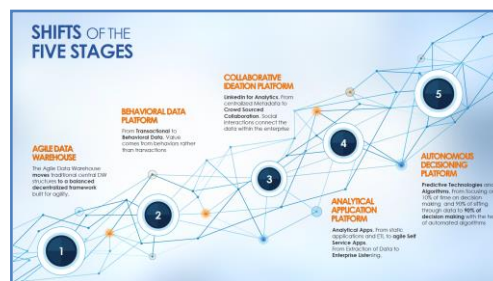 SHIFTS OF THE
FIVE STAGES
AGILE DATA
WAREHOUSE
The Agile Data Warehouse
moves traditional central DW
structures to a balanced
decentralized framework
built for agility.
1
BEHAVIORAL DATA
PLATFORM
From Transactional to
Behavioral Data. Value
comes from behaviors rather
than transactions
2
COLLABORATIVE
IDEATION PLATFORM
LinkedIn for Analytics. From
centralized Metadata to
Crowd Sourced
Collaboration. Social
interactions connect the
data within the enterprise
3
ANALYTICAL
APPLICATION
PLATFORM
Analytical Apps. From static
applications and ETL to agile Self
Service Apps.
From Extraction of Data to
Enterprise Listening.
4
AUTONOMOUS
DECISIONING
PLATFORM
Predictive Technologies and
Algorithms. From focusing on
10% of time on decision
making, and 90% of sifting
through data to 90% of
decision making with the
of automated algorithms
5